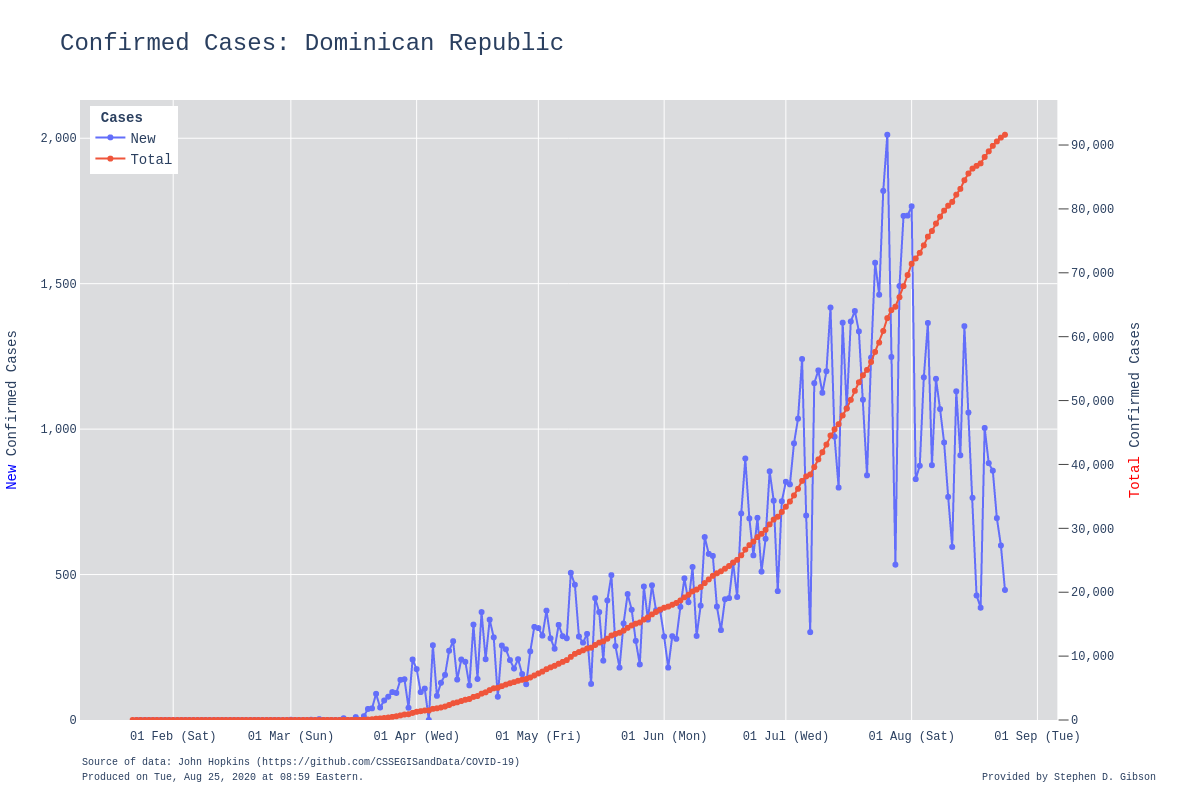 Confirmed Cases: Dominican Republic
Cases
New
Total
2,000
1,500
1,000
500
0
90,000
80,000
70,000
60,000
50,000
40,000
30,000
20,000
10,000
0
New Confirmed Cases
Total Confirmed Cases
01 Feb (Sat) 01 Mar (Sun) 01 Apr (Wed) 01 May (Fri) 01 Jun (Mon) 01 Jul (Wed) 01 Aug (Sat) 01 Sep (Tue)
Source of data: John Hopkins (https://github.com/CSSEGISandData/COVID-19)
Produced on Tue, Aug 25, 2020 at 08:59 Eastern.
Provided by Stephen D. Gibson